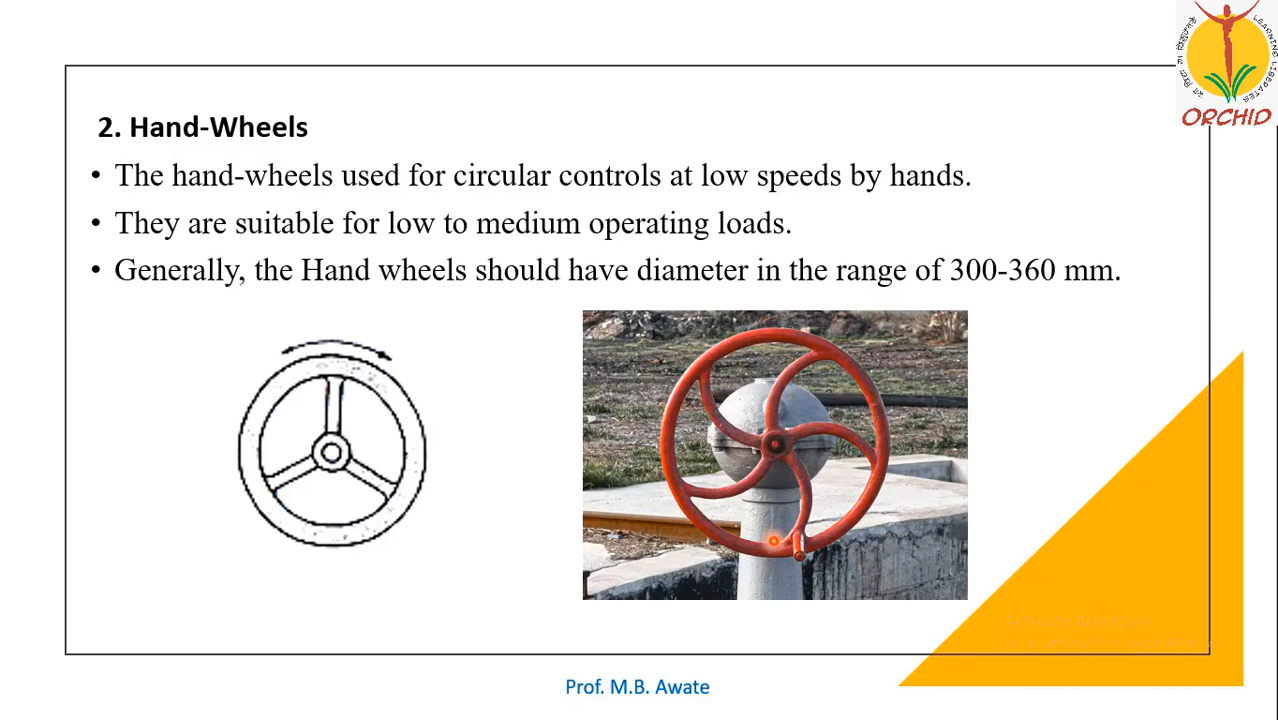 ORCHID
2. Hand-Wheels
• The hand-wheels used for circular controls at low speeds by hands.
• They are suitable for low to medium operating loads.
• Generally, the Hand wheels should have diameter in the range of 300-360 mm.
Prof. M.B. Awate